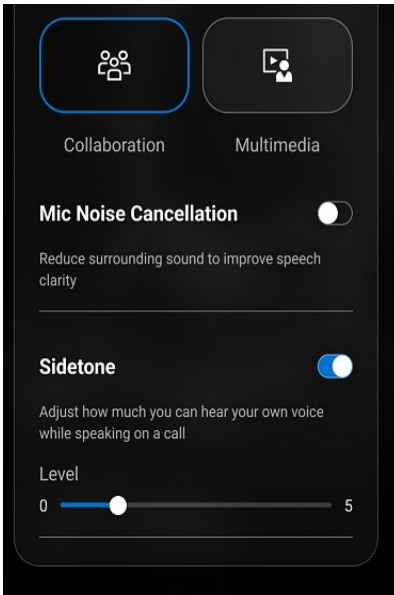 Collaboration
Multimedia
Mic Noise Cancellation
Reduce surrounding sound to improve speech
clarity
Sidetone
Adjust how much you can hear your own voice
while speaking on a call
Level
0 5